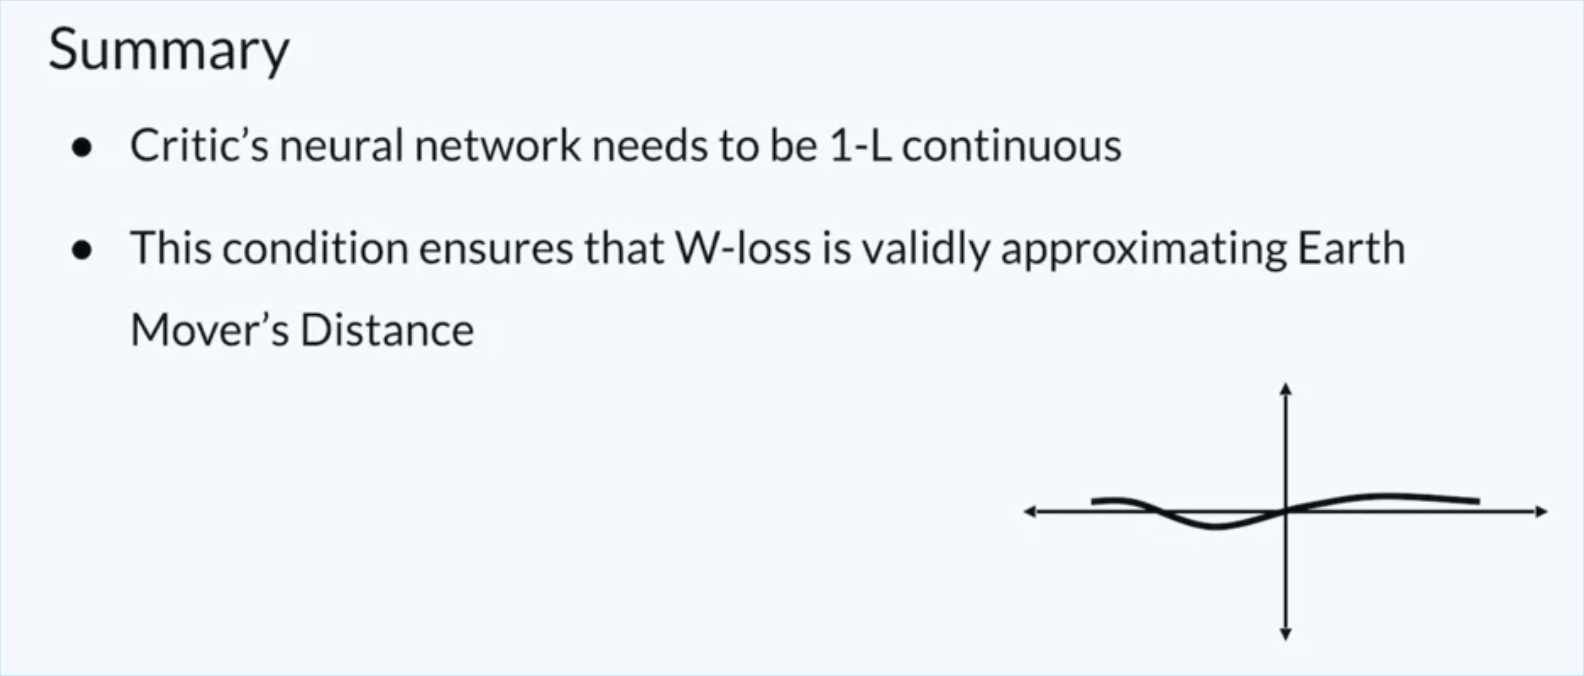 Summary
● Critic's neural network needs to be 1-L continuous
● This condition ensures that W-loss is validly approximating Earth
Mover's Distance